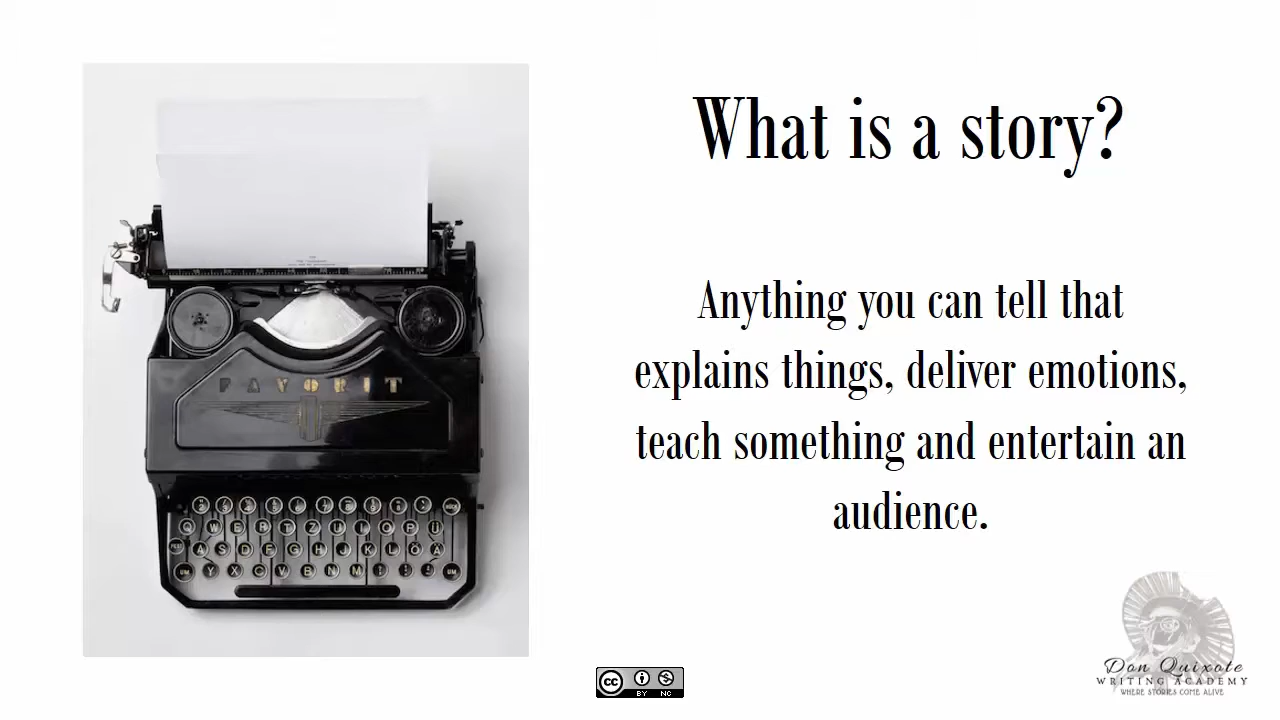 What is a story?
Anything you can tell that
explains things, deliver emotions,
teach something and entertain an
audience.
FAVORIT
Q W E R T Z U I O P Ü
A S D F G H J K L Ö Ä
Y X C V B N M
cc
BY NC
Don Quixote
WRITING ACADEMY
WHERE STORIES COME ALIVE